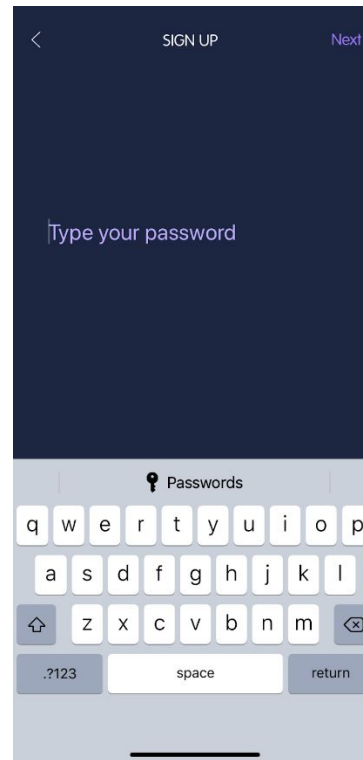 SIGN UP Next
Type your password
Passwords
q w e r t y u i o p
a s d f g h j k l
z x c v b n m
.?123 space return